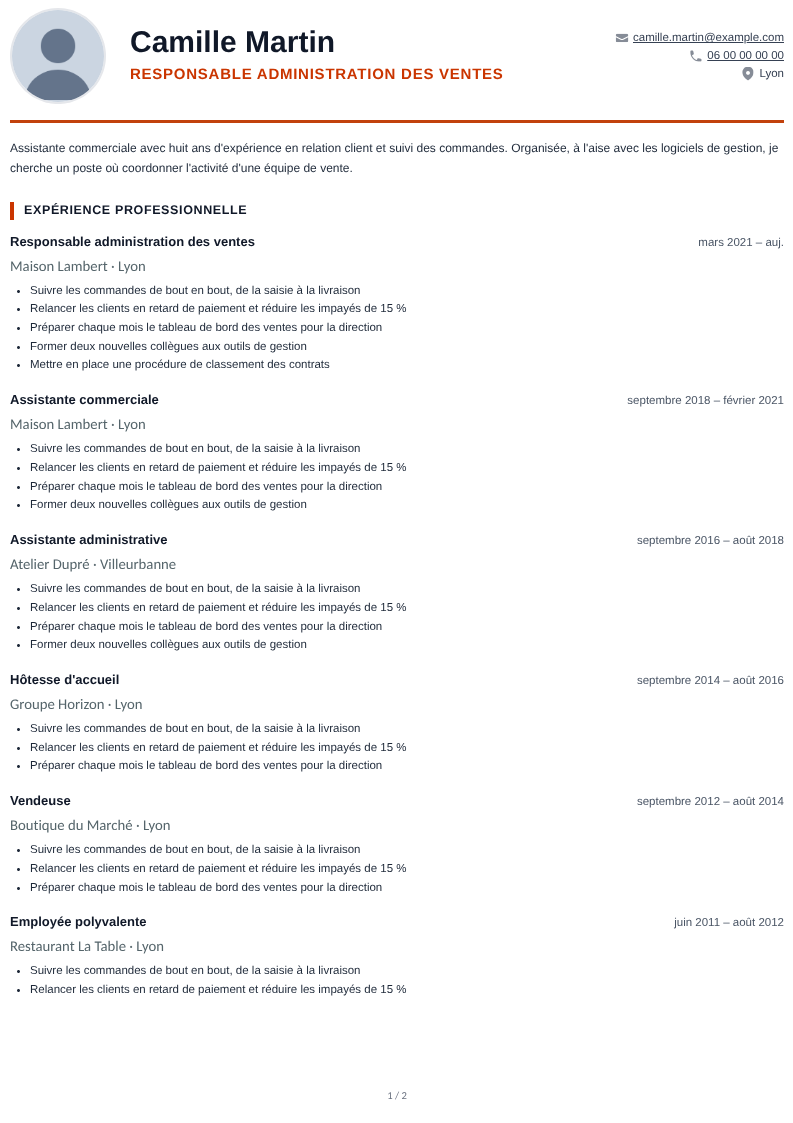 Camille Martin
RESPONSABLE ADMINISTRATION DES VENTES
camille.martin@example.com
06 00 00 00 00
Lyon
Assistante commerciale avec huit ans d'expérience en relation client et suivi des commandes. Organisée, à l'aise avec les logiciels de gestion, je
cherche un poste où coordonner l'activité d'une équipe de vente.
EXPÉRIENCE PROFESSIONNELLE
Responsable administration des ventes mars 2021 – auj.
Maison Lambert · Lyon
• Suivre les commandes de bout en bout, de la saisie à la livraison
• Relancer les clients en retard de paiement et réduire les impayés de 15 %
• Préparer chaque mois le tableau de bord des ventes pour la direction
• Former deux nouvelles collègues aux outils de gestion
• Mettre en place une procédure de classement des contrats
Assistante commerciale septembre 2018 – février 2021
Maison Lambert · Lyon
• Suivre les commandes de bout en bout, de la saisie à la livraison
• Relancer les clients en retard de paiement et réduire les impayés de 15 %
• Préparer chaque mois le tableau de bord des ventes pour la direction
• Former deux nouvelles collègues aux outils de gestion
Assistante administrative septembre 2016 – août 2018
Atelier Dupré · Villeurbanne
• Suivre les commandes de bout en bout, de la saisie à la livraison
• Relancer les clients en retard de paiement et réduire les impayés de 15 %
• Préparer chaque mois le tableau de bord des ventes pour la direction
• Former deux nouvelles collègues aux outils de gestion
Hôtesse d'accueil septembre 2014 – août 2016
Groupe Horizon · Lyon
• Suivre les commandes de bout en bout, de la saisie à la livraison
• Relancer les clients en retard de paiement et réduire les impayés de 15 %
• Préparer chaque mois le tableau de bord des ventes pour la direction
Vendeuse septembre 2012 – août 2014
Boutique du Marché · Lyon
• Suivre les commandes de bout en bout, de la saisie à la livraison
• Relancer les clients en retard de paiement et réduire les impayés de 15 %
• Préparer chaque mois le tableau de bord des ventes pour la direction
Employée polyvalente juin 2011 – août 2012
Restaurant La Table · Lyon
• Suivre les commandes de bout en bout, de la saisie à la livraison
• Relancer les clients en retard de paiement et réduire les impayés de 15 %
1 / 2